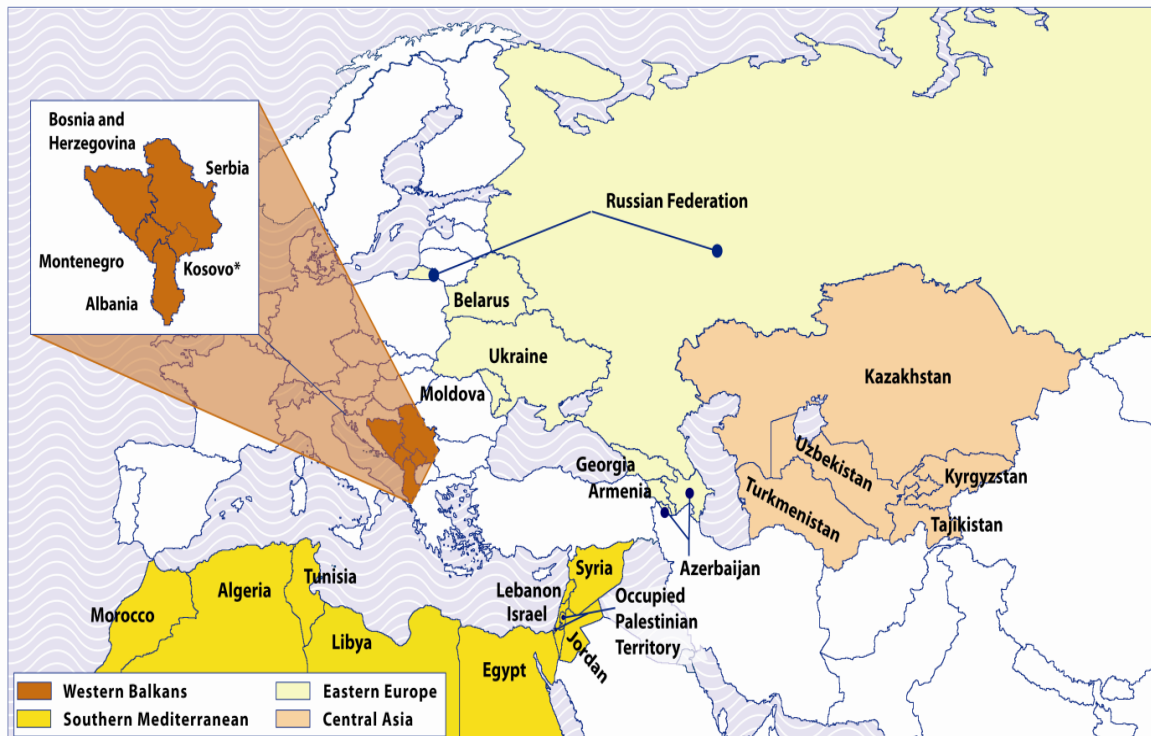 Bosnia and
Herzegovina
Serbia
Montenegro
Kosovo*
Albania
Russian Federation
Belarus
Ukraine
Moldova
Kazakhstan
Georgia
Armenia
Uzbekistan
Turkmenistan
Kyrgyzstan
Tajikistan
Azerbaijan
Syria
Lebanon
Israel
Occupied
Palestinian
Territory
Jordan
Tunisia
Algeria
Morocco
Libya
Egypt
Western Balkans
Eastern Europe
Southern Mediterranean
Central Asia